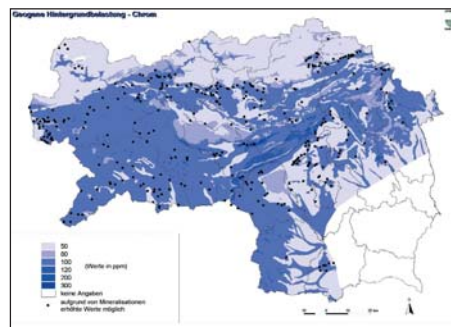 Geogene Hintergrundbelastung - Chrom
50
80
100
120
200
300
(Werte in ppm)
keine Angaben
aufgrund von Mineralisationen
erhöhte Werte möglich